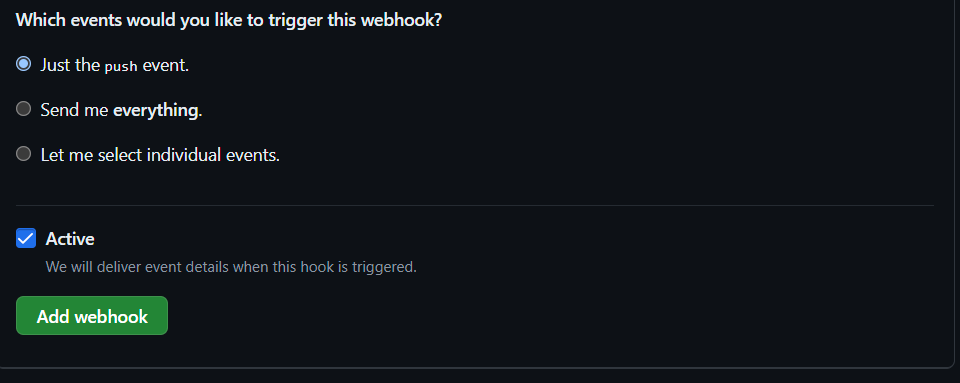 Which events would you like to trigger this webhook?
Just the push event.
Send me everything.
Let me select individual events.
Active
We will deliver event details when this hook is triggered.
Add webhook